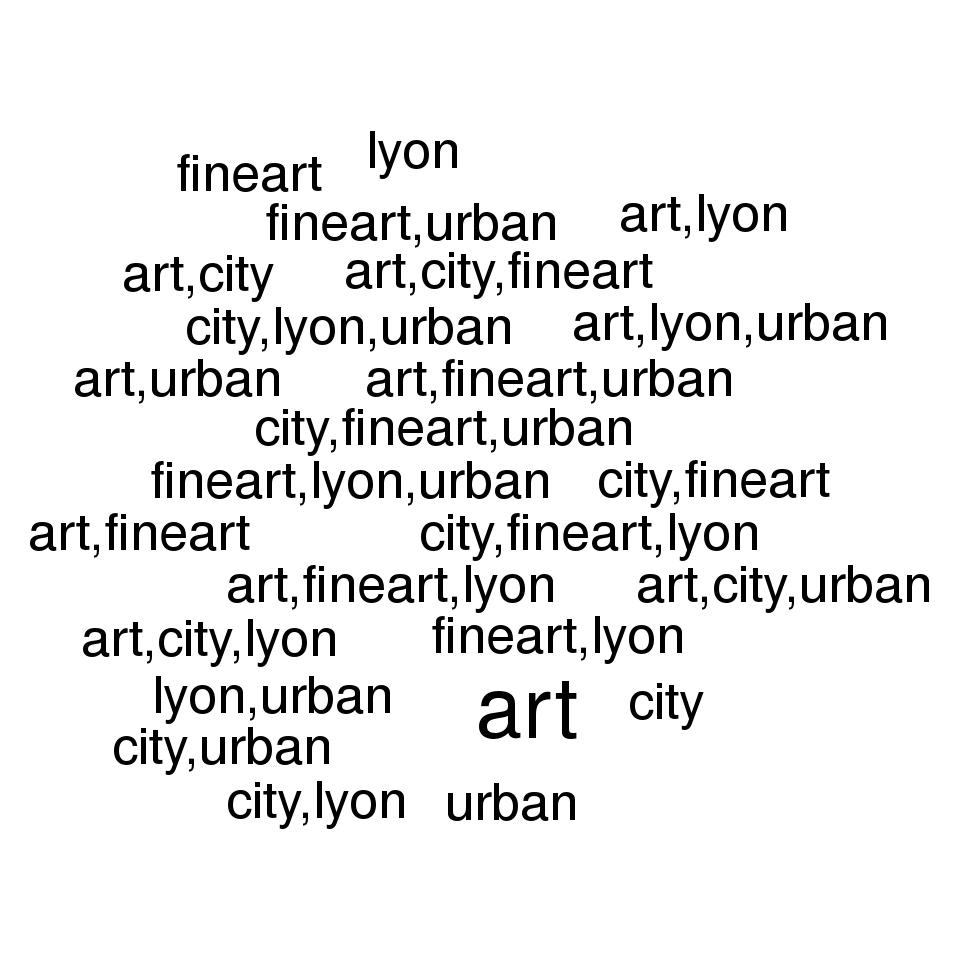 lyon
fineart
fineart,urban art,lyon
art,city art,city,fineart
city,lyon,urban art,lyon,urban
art,urban art,fineart,urban
city,fineart,urban
fineart,lyon,urban city,fineart
art,fineart city,fineart,lyon
art,fineart,lyon art,city,urban
art,city,lyon fineart,lyon
lyon,urban art city
city,urban
city,lyon urban